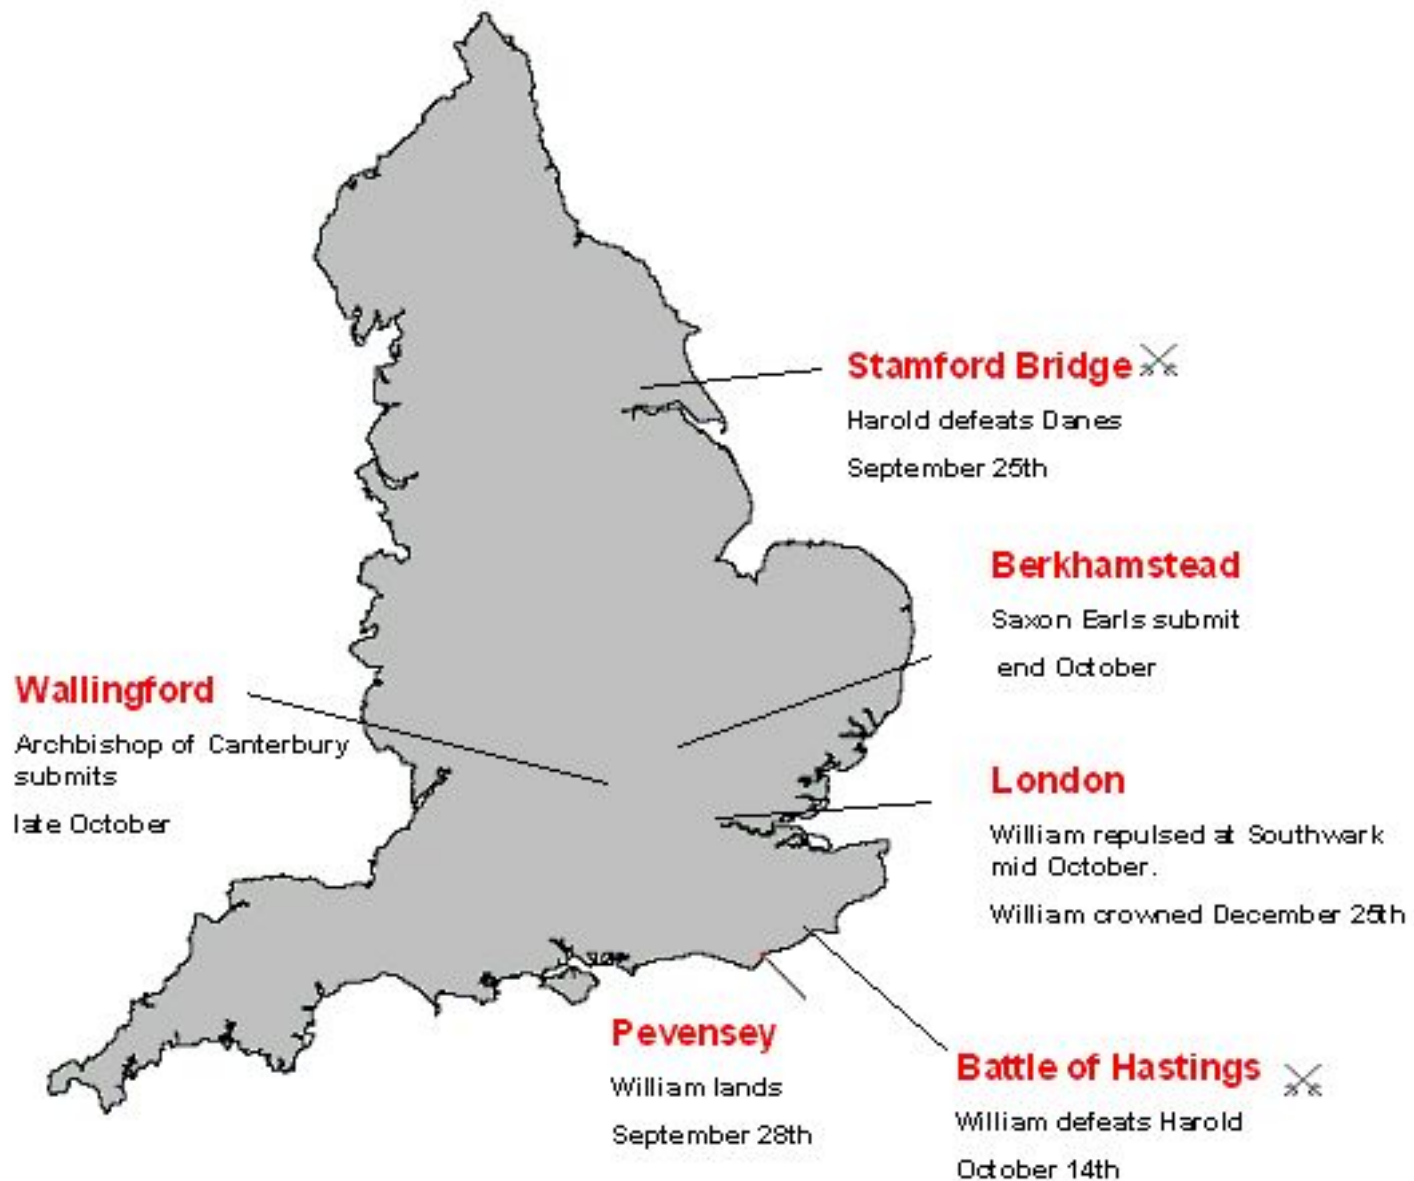 Stamford Bridge
Harold defeats Danes
September 25th
Berkhamstead
Saxon Earls submit
end October
Wallingford
Archbishop of Canterbury
submits
late October
London
William repulsed at Southwark
mid October.
William crowned December 25th
Pevensey
William lands
September 28th
Battle of Hastings
William defeats Harold
October 14th